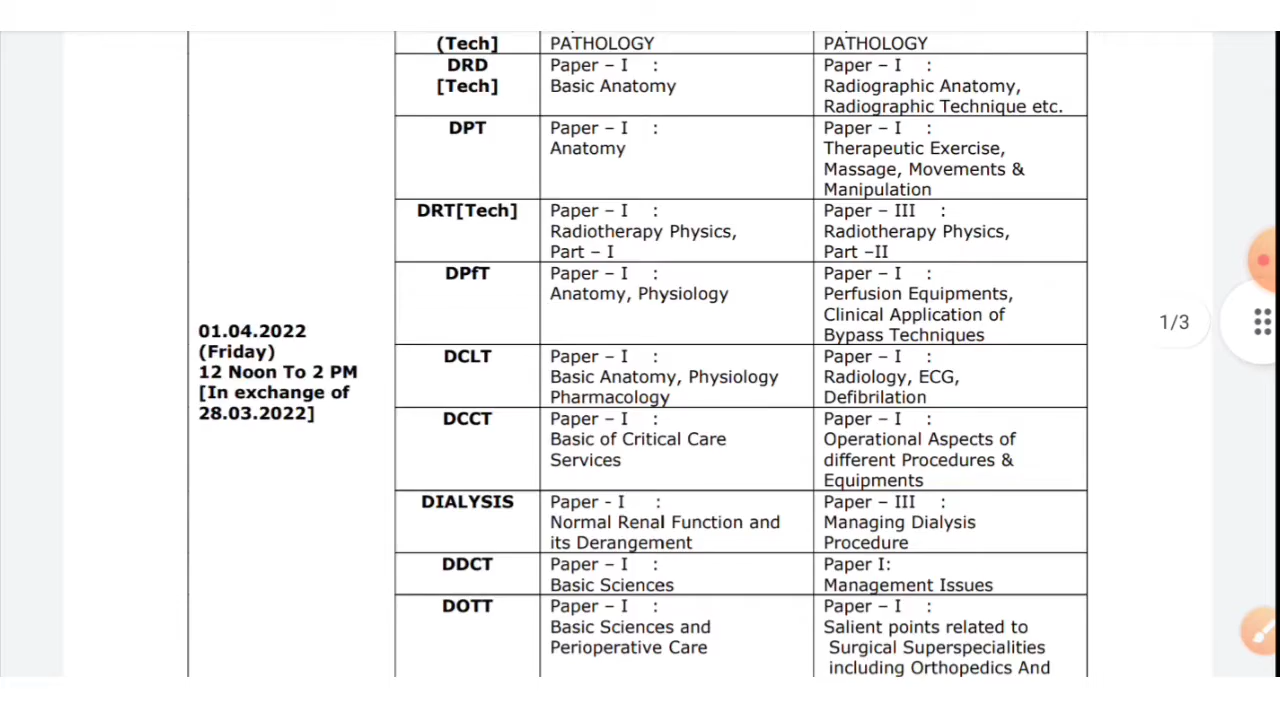 (Tech] PATHOLOGY PATHOLOGY
DRD Paper – I : Paper – I :
[Tech] Basic Anatomy Radiographic Anatomy,
Radiographic Technique etc.
DPT Paper – I : Paper – I :
Anatomy Therapeutic Exercise,
Massage, Movements &
Manipulation
DRT[Tech] Paper – I : Paper – III :
Radiotherapy Physics, Radiotherapy Physics,
Part – I Part –II
DPfT Paper – I : Paper – I :
Anatomy, Physiology Perfusion Equipments,
Clinical Application of
Bypass Techniques
01.04.2022
(Friday)
12 Noon To 2 PM
[In exchange of
28.03.2022]
DCLT Paper – I : Paper – I :
Basic Anatomy, Physiology Radiology, ECG,
Pharmacology Defibrilation
DCCT Paper – I : Paper – I :
Basic of Critical Care Operational Aspects of
Services different Procedures &
Equipments
DIALYSIS Paper - I : Paper – III :
Normal Renal Function and Managing Dialysis
its Derangement Procedure
DDCT Paper – I : Paper I:
Basic Sciences Management Issues
DOTT Paper – I : Paper – I :
Basic Sciences and Salient points related to
Perioperative Care Surgical Superspecialities
including Orthopedics And
1/3